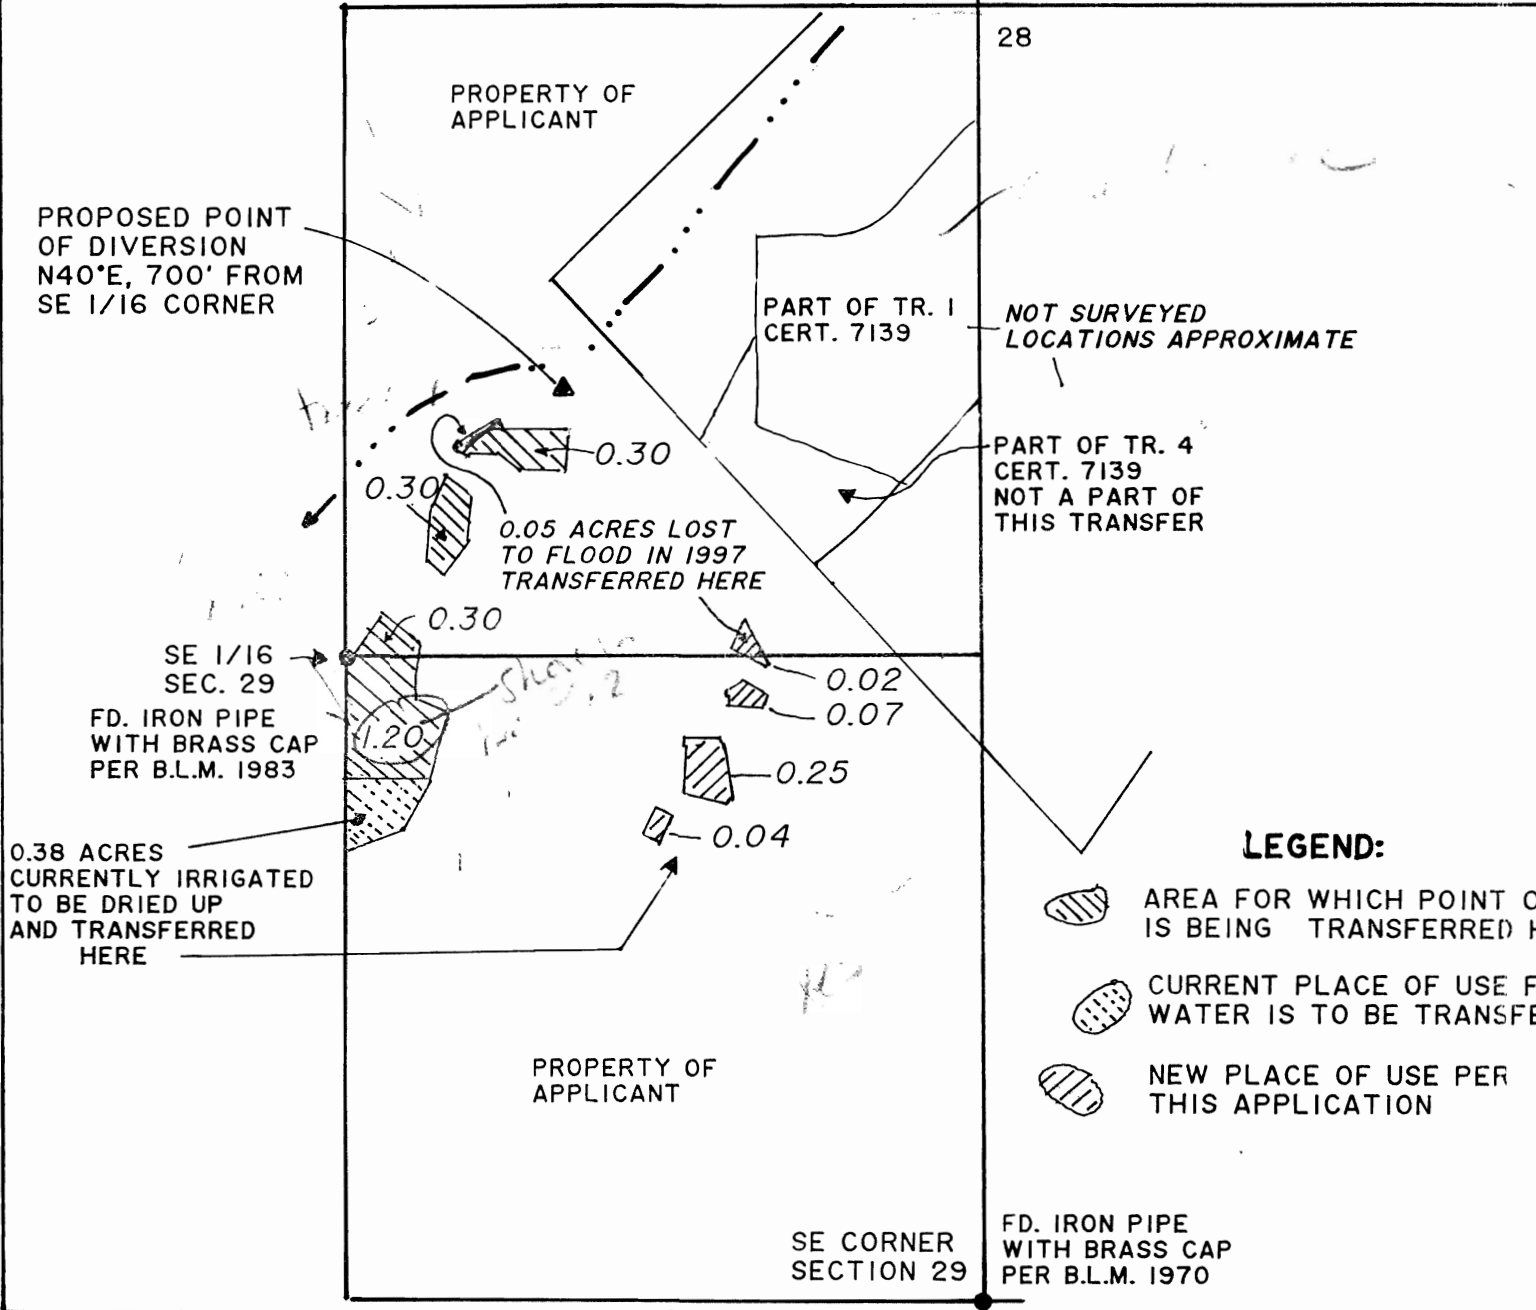 28
PROPERTY OF
APPLICANT
PROPOSED POINT
OF DIVERSION
N40°E, 700' FROM
SE 1/16 CORNER
PART OF TR. 1
CERT. 7139
NOT SURVEYED
LOCATIONS APPROXIMATE
PART OF TR. 4
CERT. 7139
NOT A PART OF
THIS TRANSFER
0.30
0.30
0.05 ACRES LOST
TO FLOOD IN 1997
TRANSFERRED HERE
0.30
SE 1/16
SEC. 29
FD. IRON PIPE
WITH BRASS CAP
PER B.L.M. 1983
1.20
0.02
0.07
0.25
0.04
0.38 ACRES
CURRENTLY IRRIGATED
TO BE DRIED UP
AND TRANSFERRED
HERE
LEGEND:
AREA FOR WHICH POINT O
IS BEING TRANSFERRED H
CURRENT PLACE OF USE F
WATER IS TO BE TRANSFE
NEW PLACE OF USE PER
THIS APPLICATION
PROPERTY OF
APPLICANT
SE CORNER
SECTION 29
FD. IRON PIPE
WITH BRASS CAP
PER B.L.M. 1970